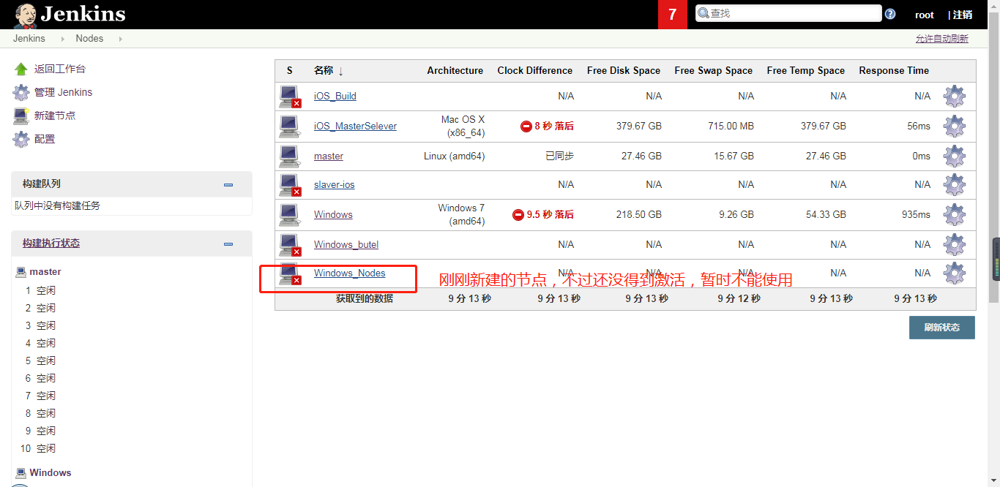 Jenkins
7
查找
root
| 注销
Jenkins
Nodes
允许自动刷新
返回工作台
管理 Jenkins
新建节点
配置
构建队列
队列中没有构建任务
构建执行状态
master
1 空闲
2 空闲
3 空闲
4 空闲
5 空闲
6 空闲
7 空闲
8 空闲
9 空闲
10 空闲
Windows
S 名称 ↓ Architecture Clock Difference Free Disk Space Free Swap Space Free Temp Space Response Time
iOS_Build N/A N/A N/A N/A N/A
iOS_MasterSelever Mac OS X (x86_64) 8 秒 落后 379.67 GB 715.00 MB 379.67 GB 56ms
master Linux (amd64) 已同步 27.46 GB 15.67 GB 27.46 GB 0ms
slaver-ios N/A N/A N/A N/A N/A
Windows Windows 7 (amd64) 9.5 秒 落后 218.50 GB 9.26 GB 54.33 GB 935ms
Windows_butel N/A N/A N/A N/A N/A
Windows_Nodes N/A N/A N/A N/A N/A
刚刚新建的节点，不过还没得到激活，暂时不能使用
获取到的数据 9 分 13 秒 9 分 13 秒 9 分 13 秒 9 分 12 秒 9 分 13 秒 9 分 13 秒
刷新状态